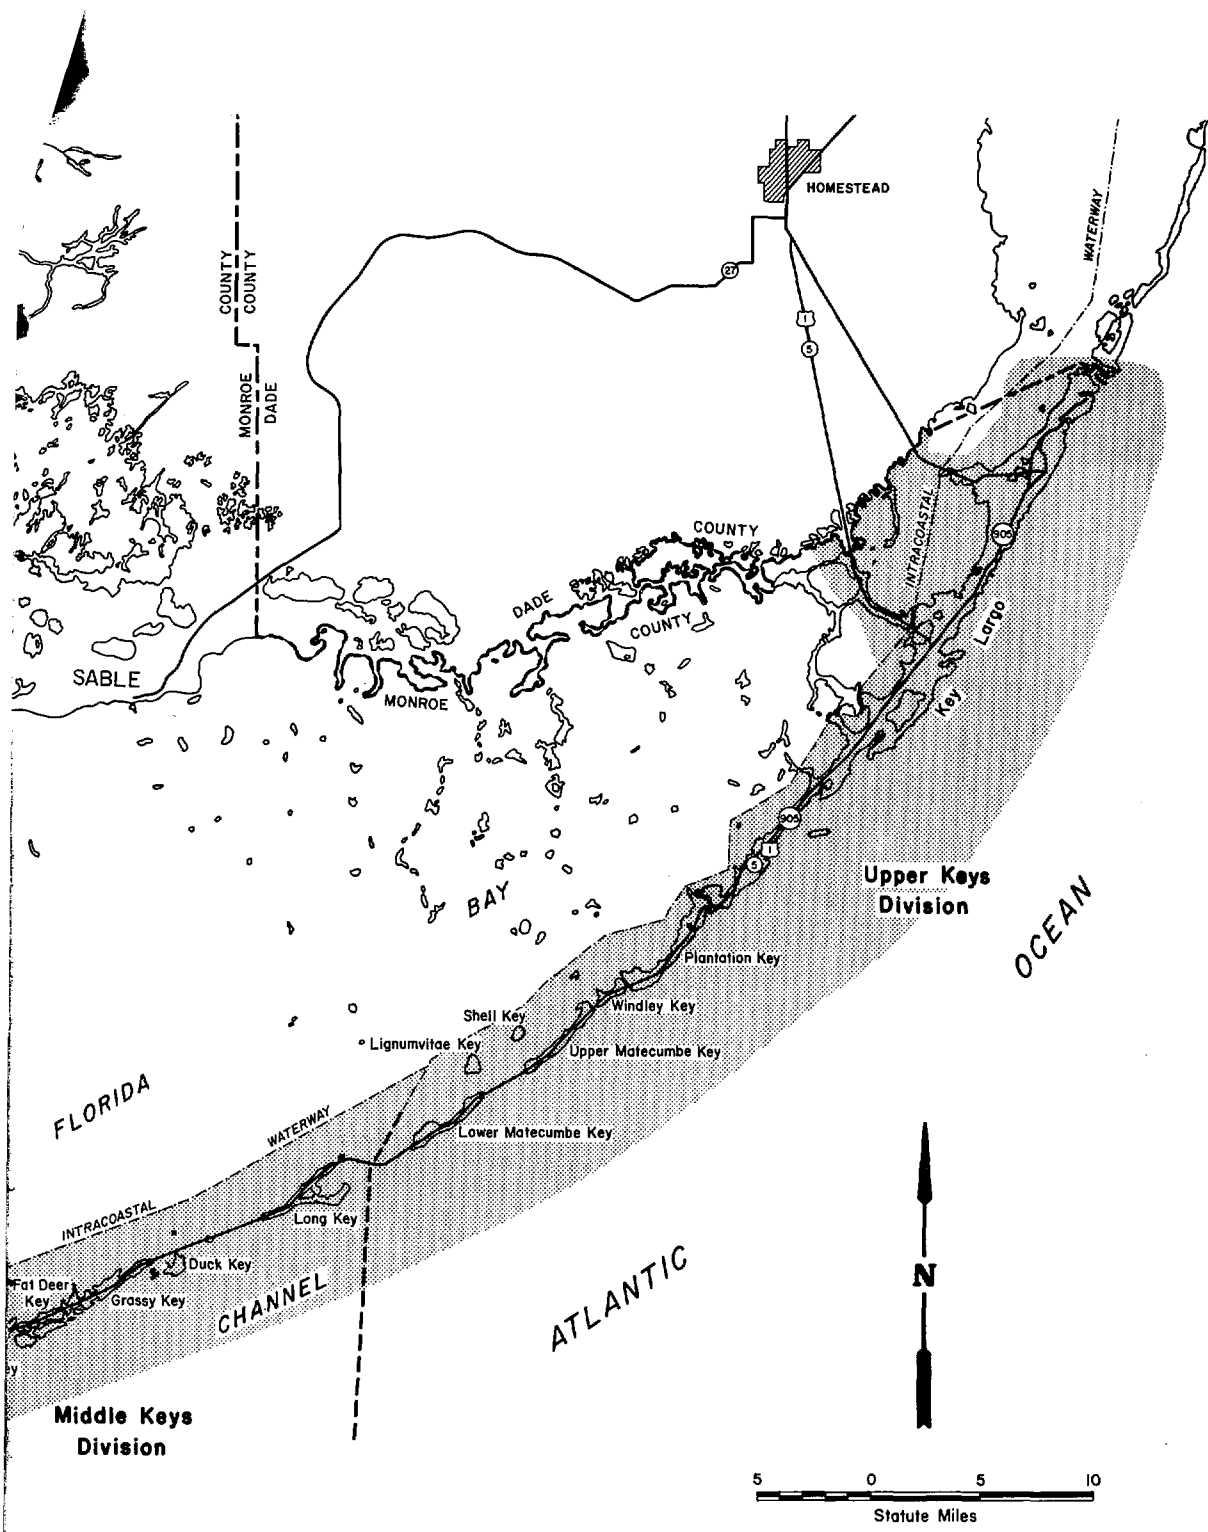 HOMESTEAD
WATERWAY
COUNTY
COUNTY
27
1
5
MONROE
DADE
INTRACOASTAL
905
COUNTY
DADE
COUNTY
Largo
Key
SABLE
MONROE
905
1
5
BAY
Upper Keys
Division
OCEAN
Plantation Key
Windley Key
Shell Key
Lignumvitae Key
Upper Matecumbe Key
FLORIDA
WATERWAY
Lower Matecumbe Key
INTRACOASTAL
Long Key
Duck Key
Fat Deer
Key
Grassy Key
CHANNEL
ATLANTIC
N
ey
Middle Keys
Division
5 0 5 10
Statute Miles